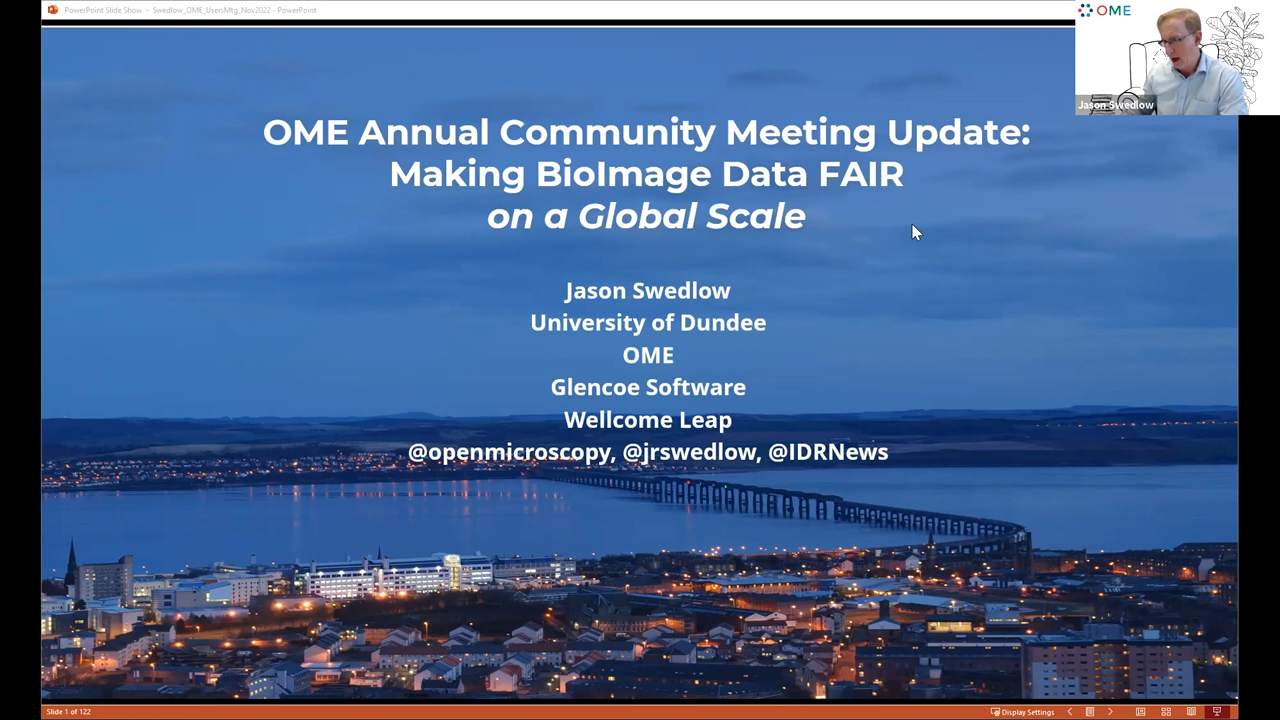 PowerPoint Slide Show - Swedlow_OME_UsersMtg_Nov2022 - PowerPoint
OME
Jason Swedlow
OME Annual Community Meeting Update:
Making BioImage Data FAIR
on a Global Scale
Jason Swedlow
University of Dundee
OME
Glencoe Software
Wellcome Leap
@openmicroscopy, @jrswedlow, @IDRNews
Slide 1 of 122
Display Settings